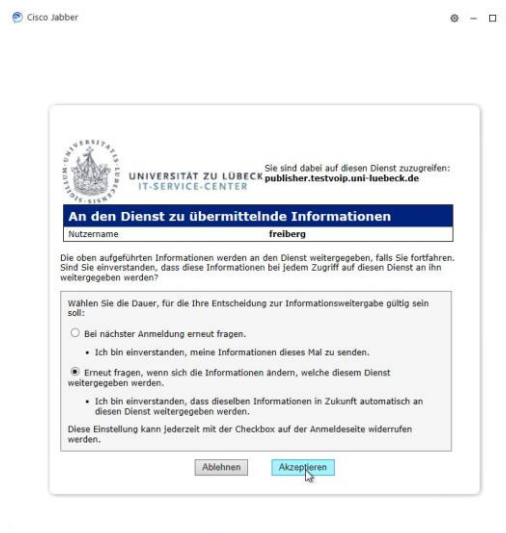 Cisco Jabber
UNIVERSITÄT ZU LÜBECK
IT-SERVICE-CENTER
Sie sind dabei auf diesen Dienst zuzugreifen:
publisher.testvoip.uni-luebeck.de
An den Dienst zu übermittelnde Informationen
Nutzername freiberg
Die oben aufgeführten Informationen werden an den Dienst weitergegeben, falls Sie fortfahren.
Sind Sie einverstanden, dass diese Informationen bei jedem Zugriff auf diesen Dienst an ihn
weitergegeben werden?
Wählen Sie die Dauer, für die Ihre Entscheidung zur Informationsweitergabe gültig sein
soll:
Bei nächster Anmeldung erneut fragen.
• Ich bin einverstanden, meine Informationen dieses Mal zu senden.
Erneut fragen, wenn sich die Informationen ändern, welche diesem Dienst
weitergegeben werden.
• Ich bin einverstanden, dass dieselben Informationen in Zukunft automatisch an
diesen Dienst weitergegeben werden.
Diese Einstellung kann jederzeit mit der Checkbox auf der Anmeldeseite widerrufen
werden.
Ablehnen Akzeptieren